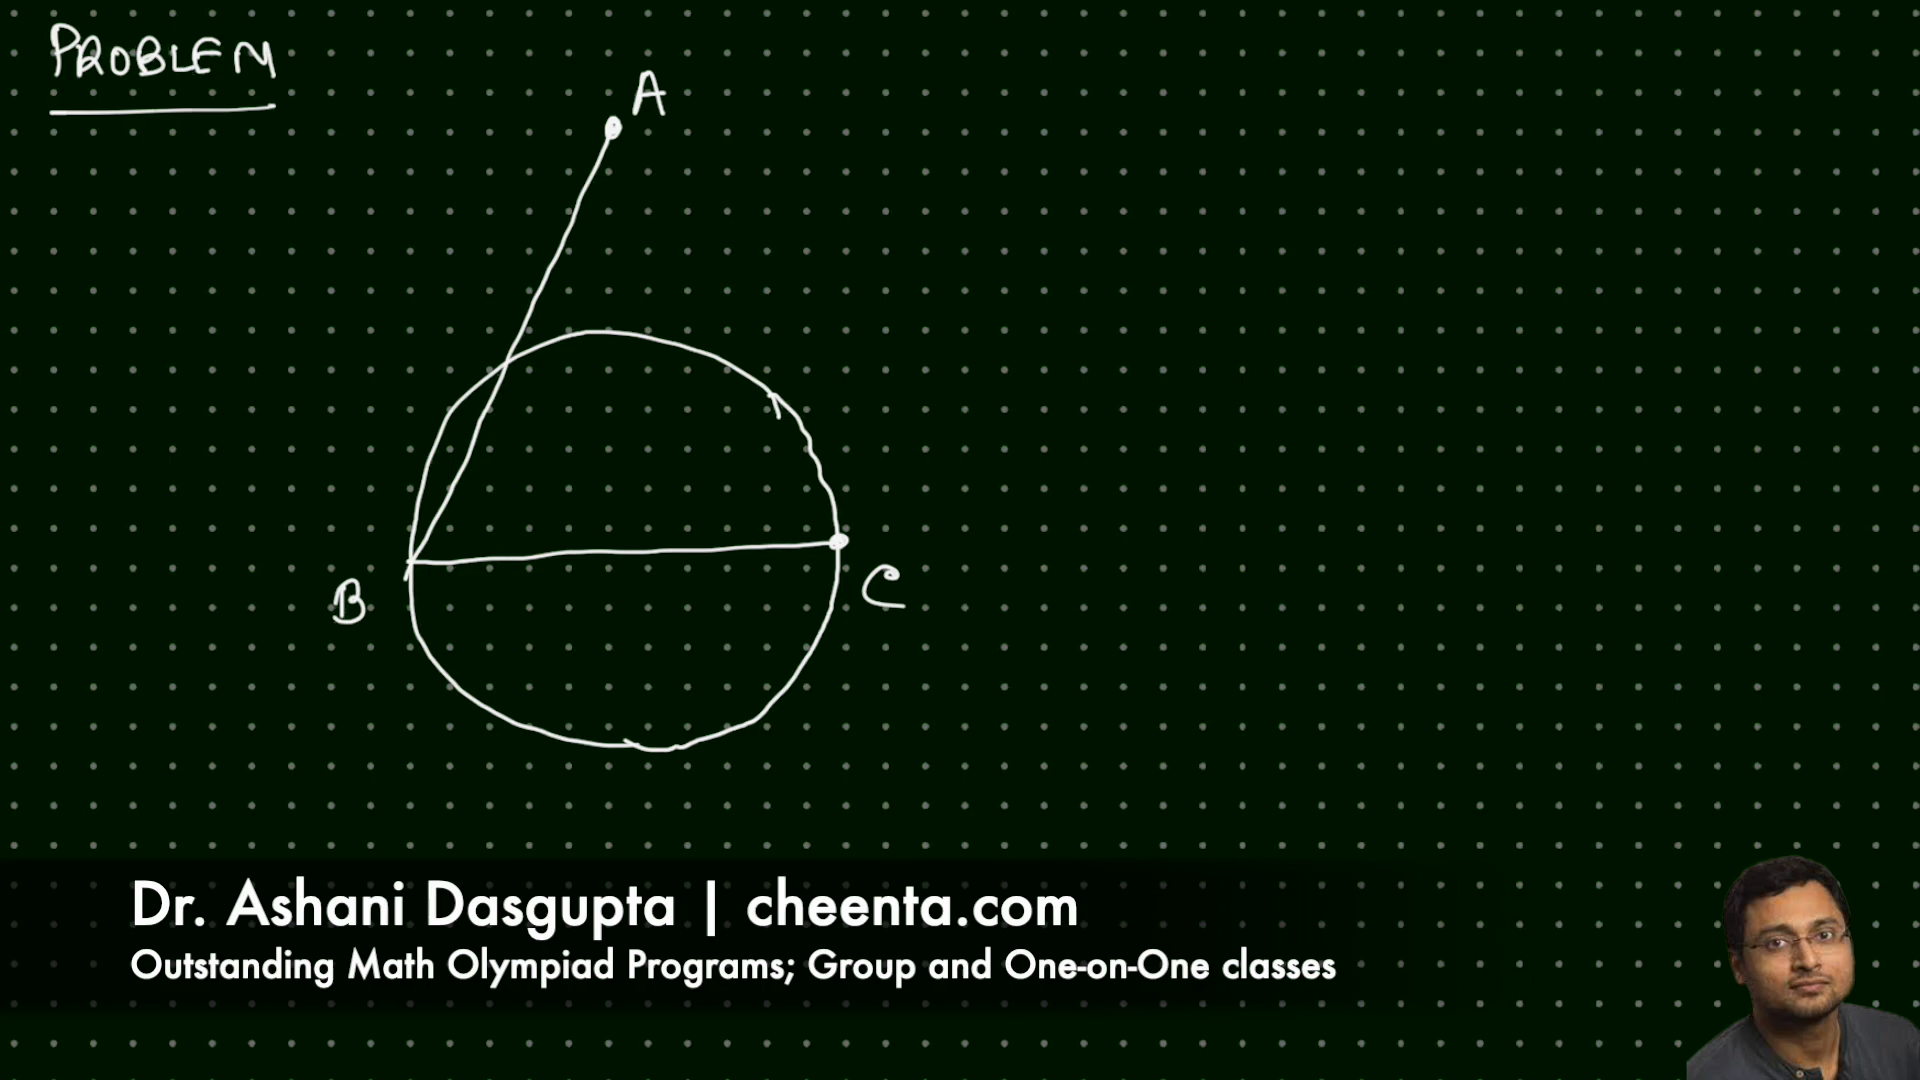 PROBLEM
A
B
C
Dr. Ashani Dasgupta | cheenta.com
Outstanding Math Olympiad Programs; Group and One-on-One classes